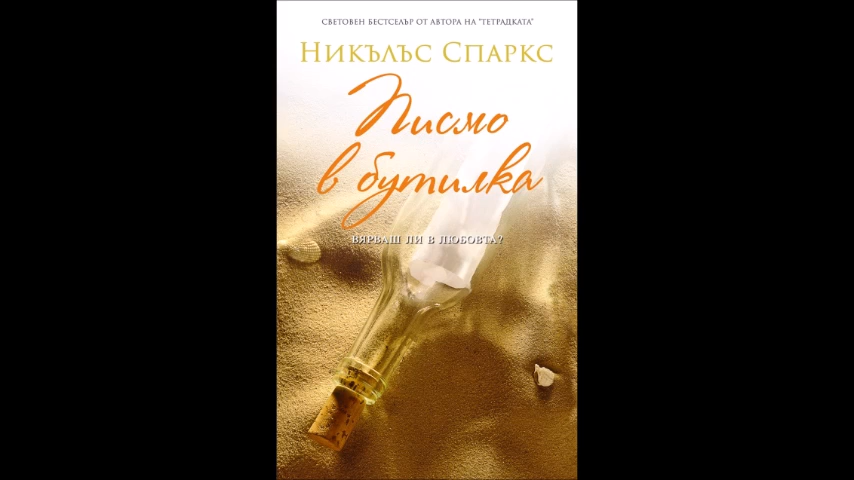 СВЕТОВЕН БЕСТСЕЛЪР ОТ АВТОРА НА "ТЕТРАДКАТА"
НИКЪЛЪС СПАРКС
Писмо
в бутилка
ВЯРВАШ ЛИ В ЛЮБОВТА?